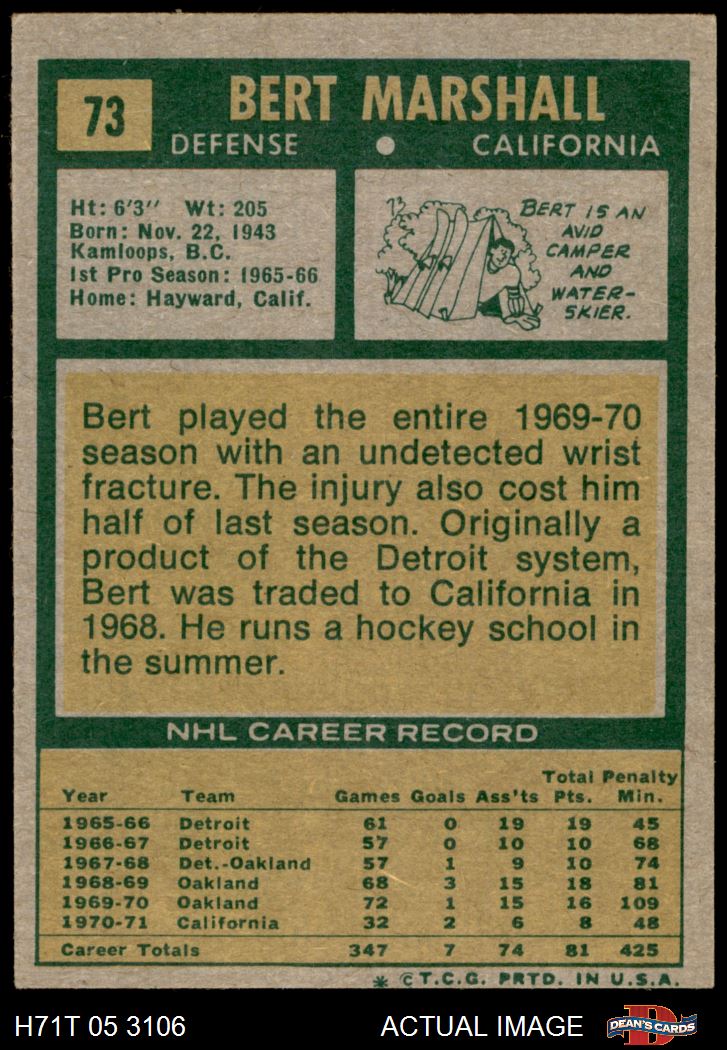 73
BERT MARSHALL
DEFENSE • CALIFORNIA
Ht: 6'3" Wt: 205
Born: Nov. 22, 1943
Kamloops, B.C.
1st Pro Season: 1965-66
Home: Hayward, Calif.
73
BERT IS AN
AVID
CAMPER
AND
WATER-
SKIER.
Bert played the entire 1969-70
season with an undetected wrist
fracture. The injury also cost him
half of last season. Originally a
product of the Detroit system,
Bert was traded to California in
1968. He runs a hockey school in
the summer.
NHL CAREER RECORD
Total Penalty
Year Team Games Goals Ass'ts Pts. Min.
1965-66 Detroit 61 0 19 19 45
1966-67 Detroit 57 0 10 10 68
1967-68 Det.-Oakland 57 1 9 10 74
1968-69 Oakland 68 3 15 18 81
1969-70 Oakland 72 1 15 16 109
1970-71 California 32 2 6 8 48
Career Totals 347 7 74 81 425
* © T.C.G. PRTD. IN U.S.A.
H71T 05 3106 ACTUAL IMAGE
D
DEAN'S CARDS